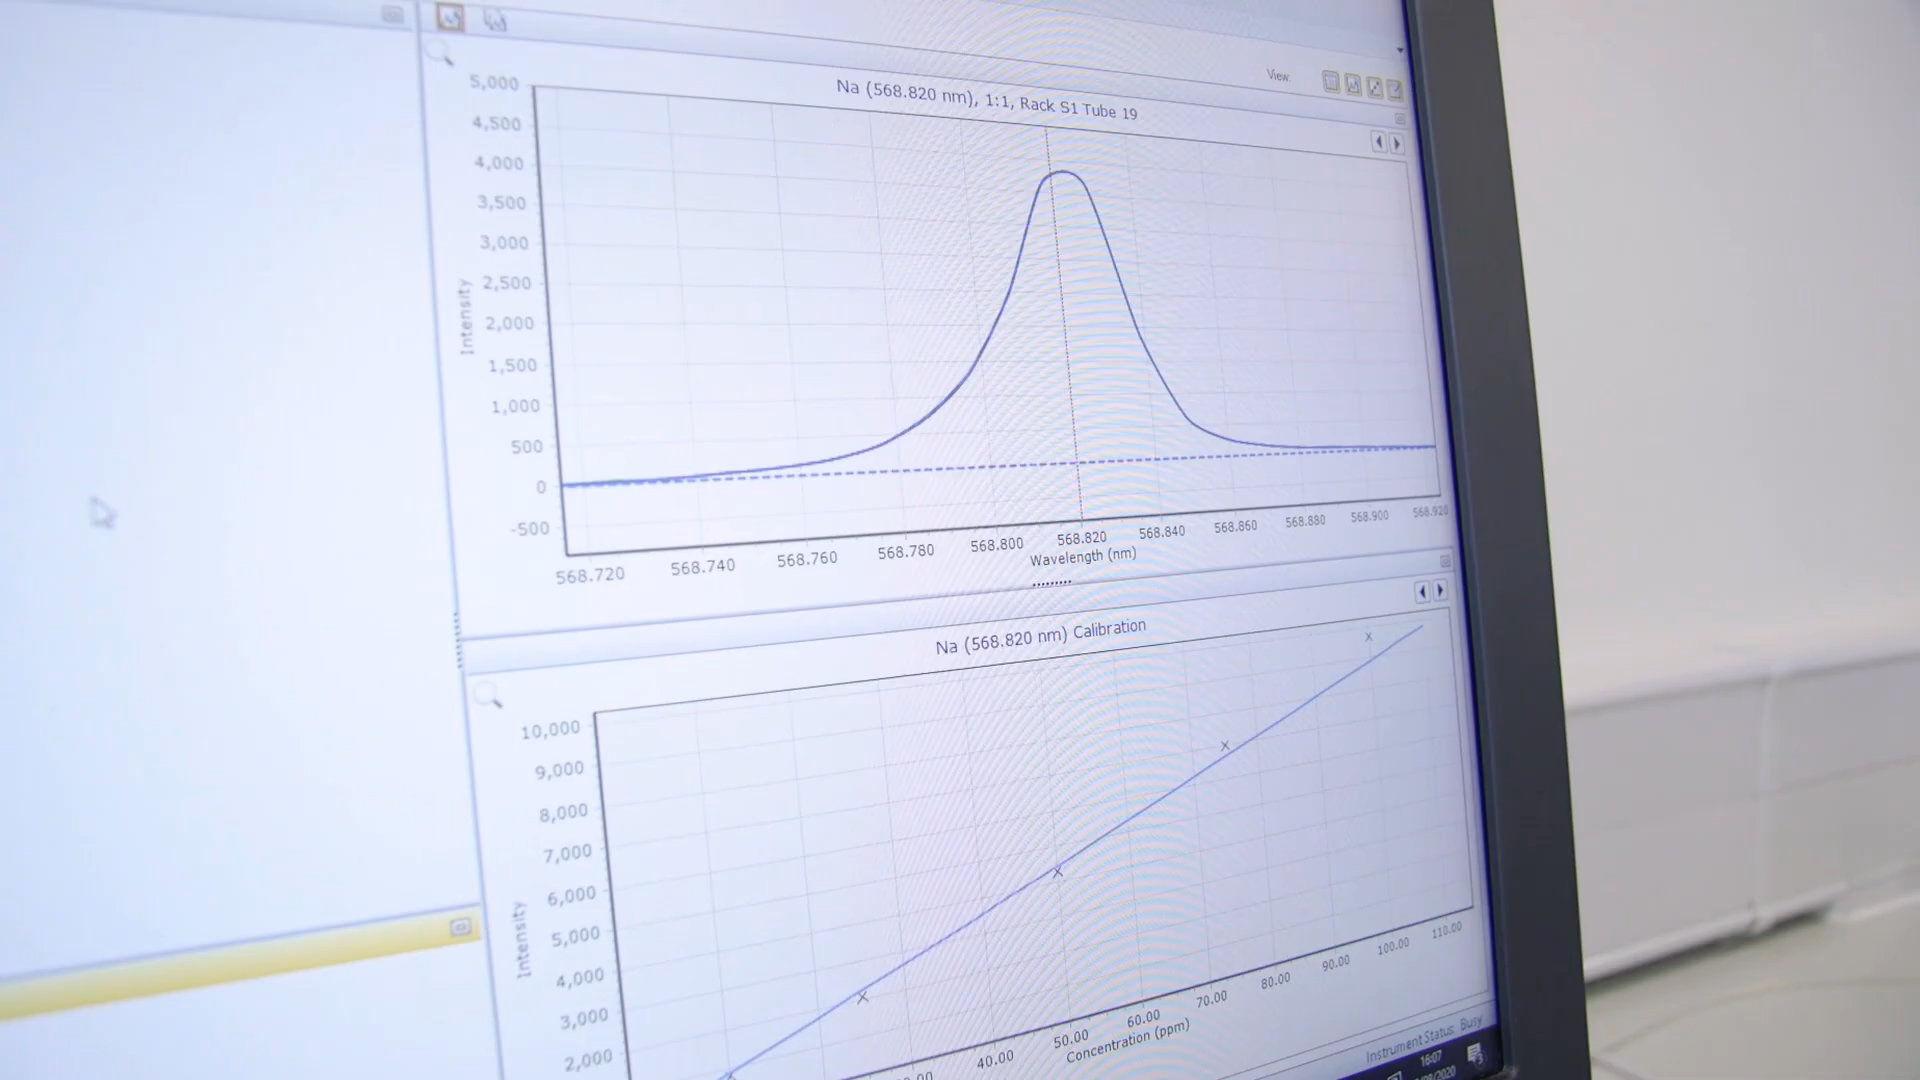 View:
Na (568.820 nm), 1:1, Rack S1 Tube 19
5,000
4,500
4,000
3,500
3,000
2,500
2,000
1,500
1,000
500
0
-500
Intensity
568.720 568.740 568.760 568.780 568.800 568.820 568.840 568.860 568.880 568.900 568.920
Wavelength (nm)
Na (568.820 nm) Calibration
10,000
9,000
8,000
7,000
6,000
5,000
4,000
3,000
2,000
Intensity
40.00 50.00 60.00 70.00 80.00 90.00 100.00 110.00
Concentration (ppm)
Instrument Status: Busy
16:07